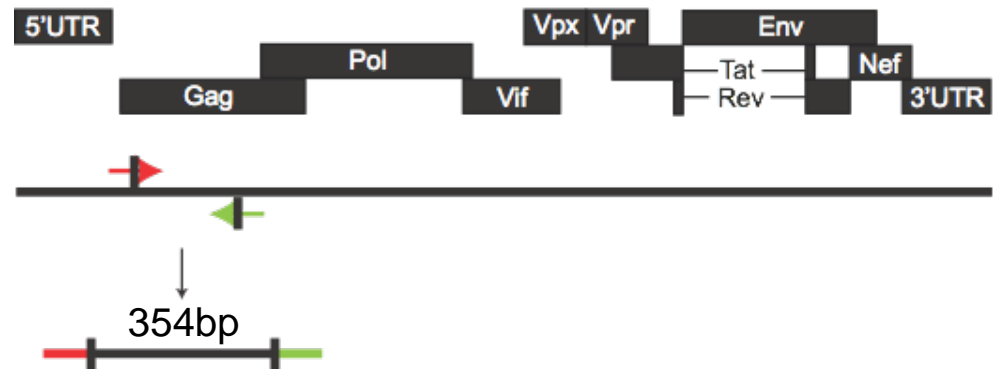 5'UTR Vpx Vpr Env
Pol Tat Nef
Gag Vif Rev 3'UTR
354bp